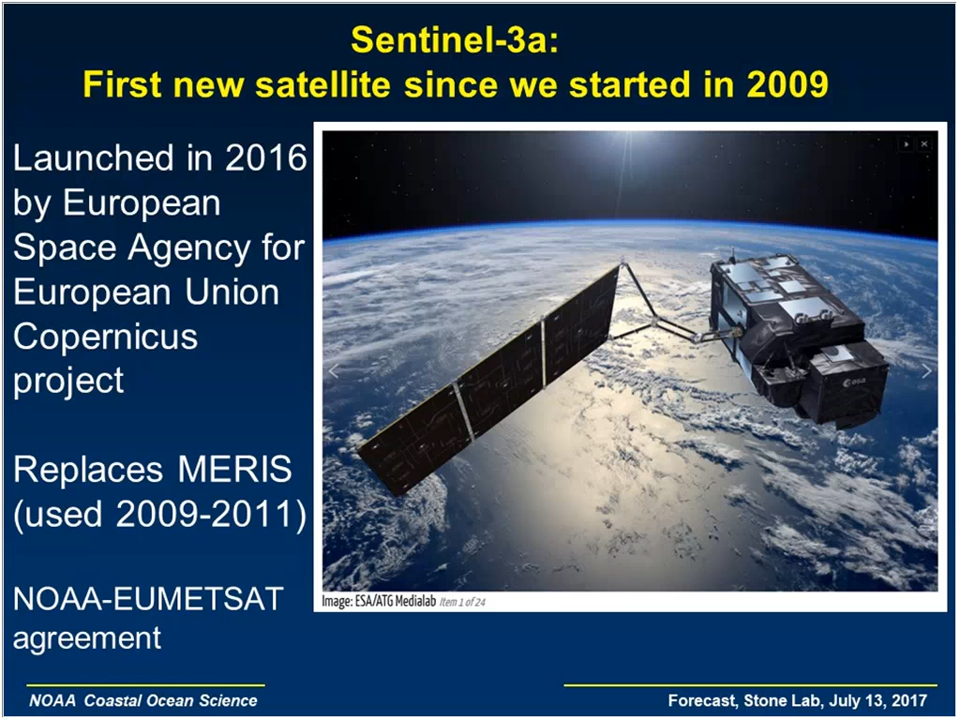 Sentinel-3a:
First new satellite since we started in 2009
Launched in 2016
by European
Space Agency for
European Union
Copernicus
project
Replaces MERIS
(used 2009-2011)
NOAA-EUMETSAT
agreement
esa
Image: ESA/ATG Medialab Item 1 of 24
NOAA Coastal Ocean Science
Forecast, Stone Lab, July 13, 2017